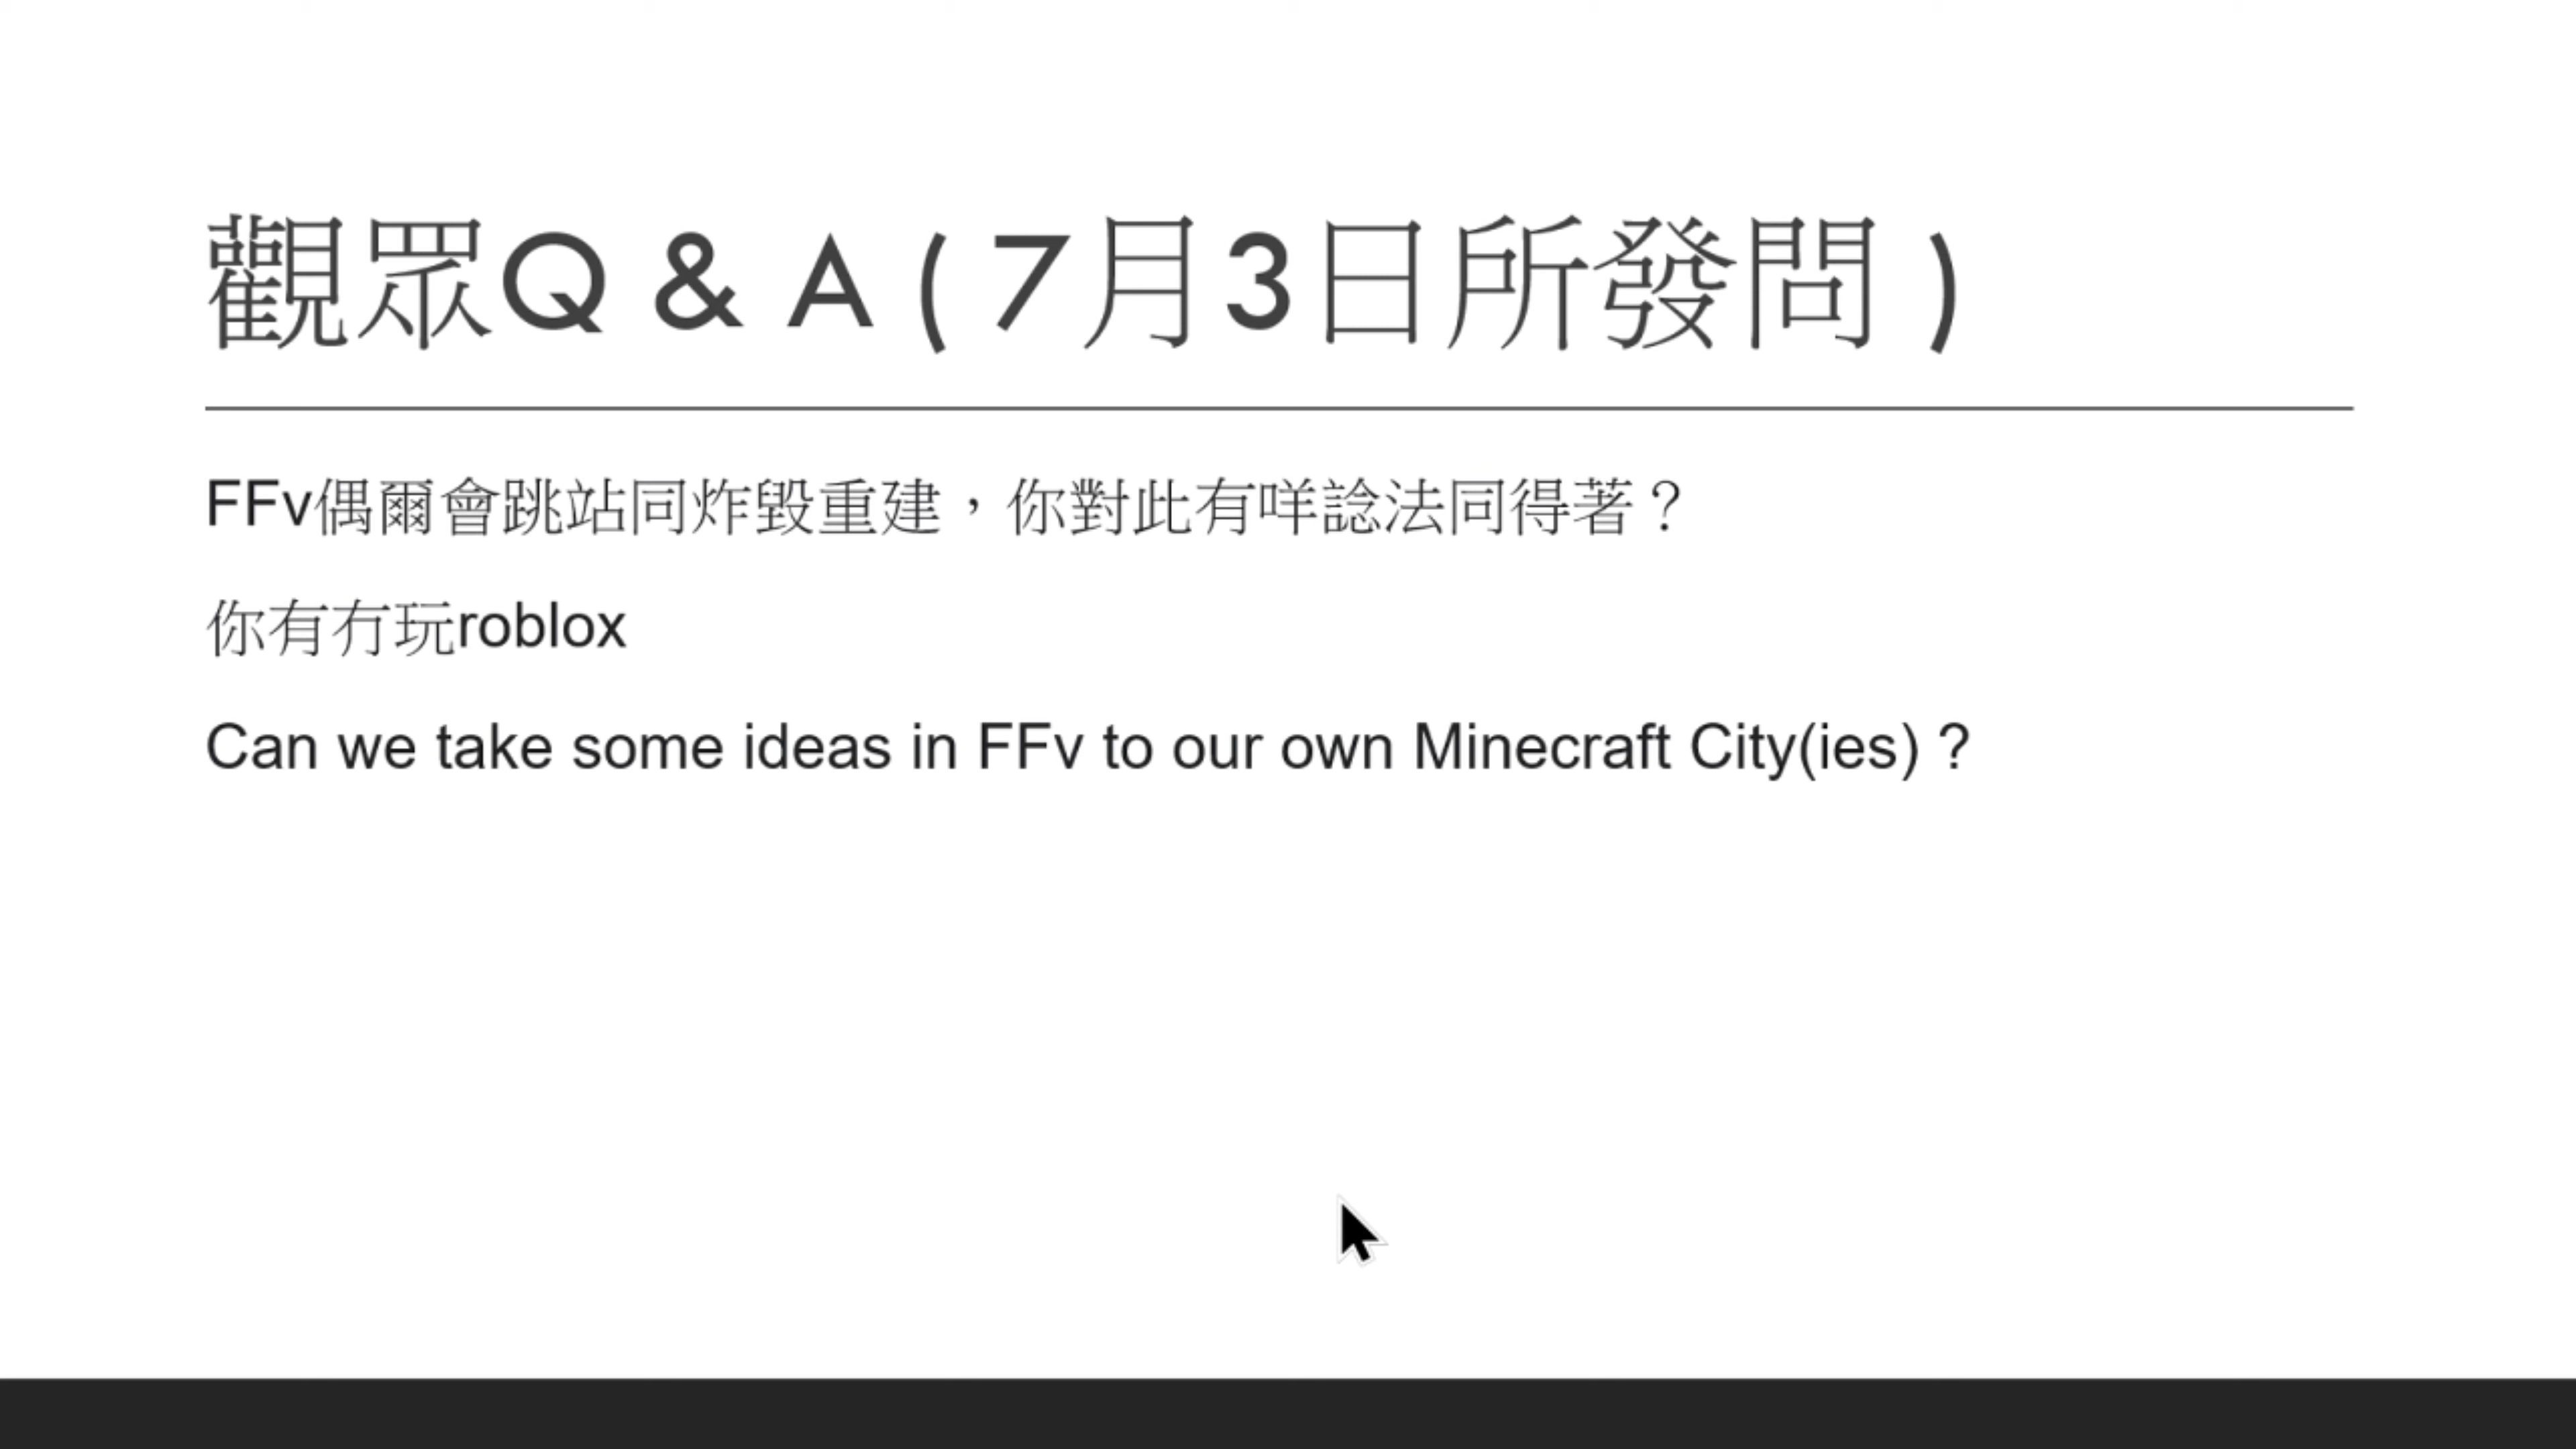 觀眾Q & A ( 7月3日所發問 )
FFv偶爾會跳站同炸毀重建，你對此有咩諗法同得著？
你有冇玩roblox
Can we take some ideas in FFv to our own Minecraft City(ies) ?